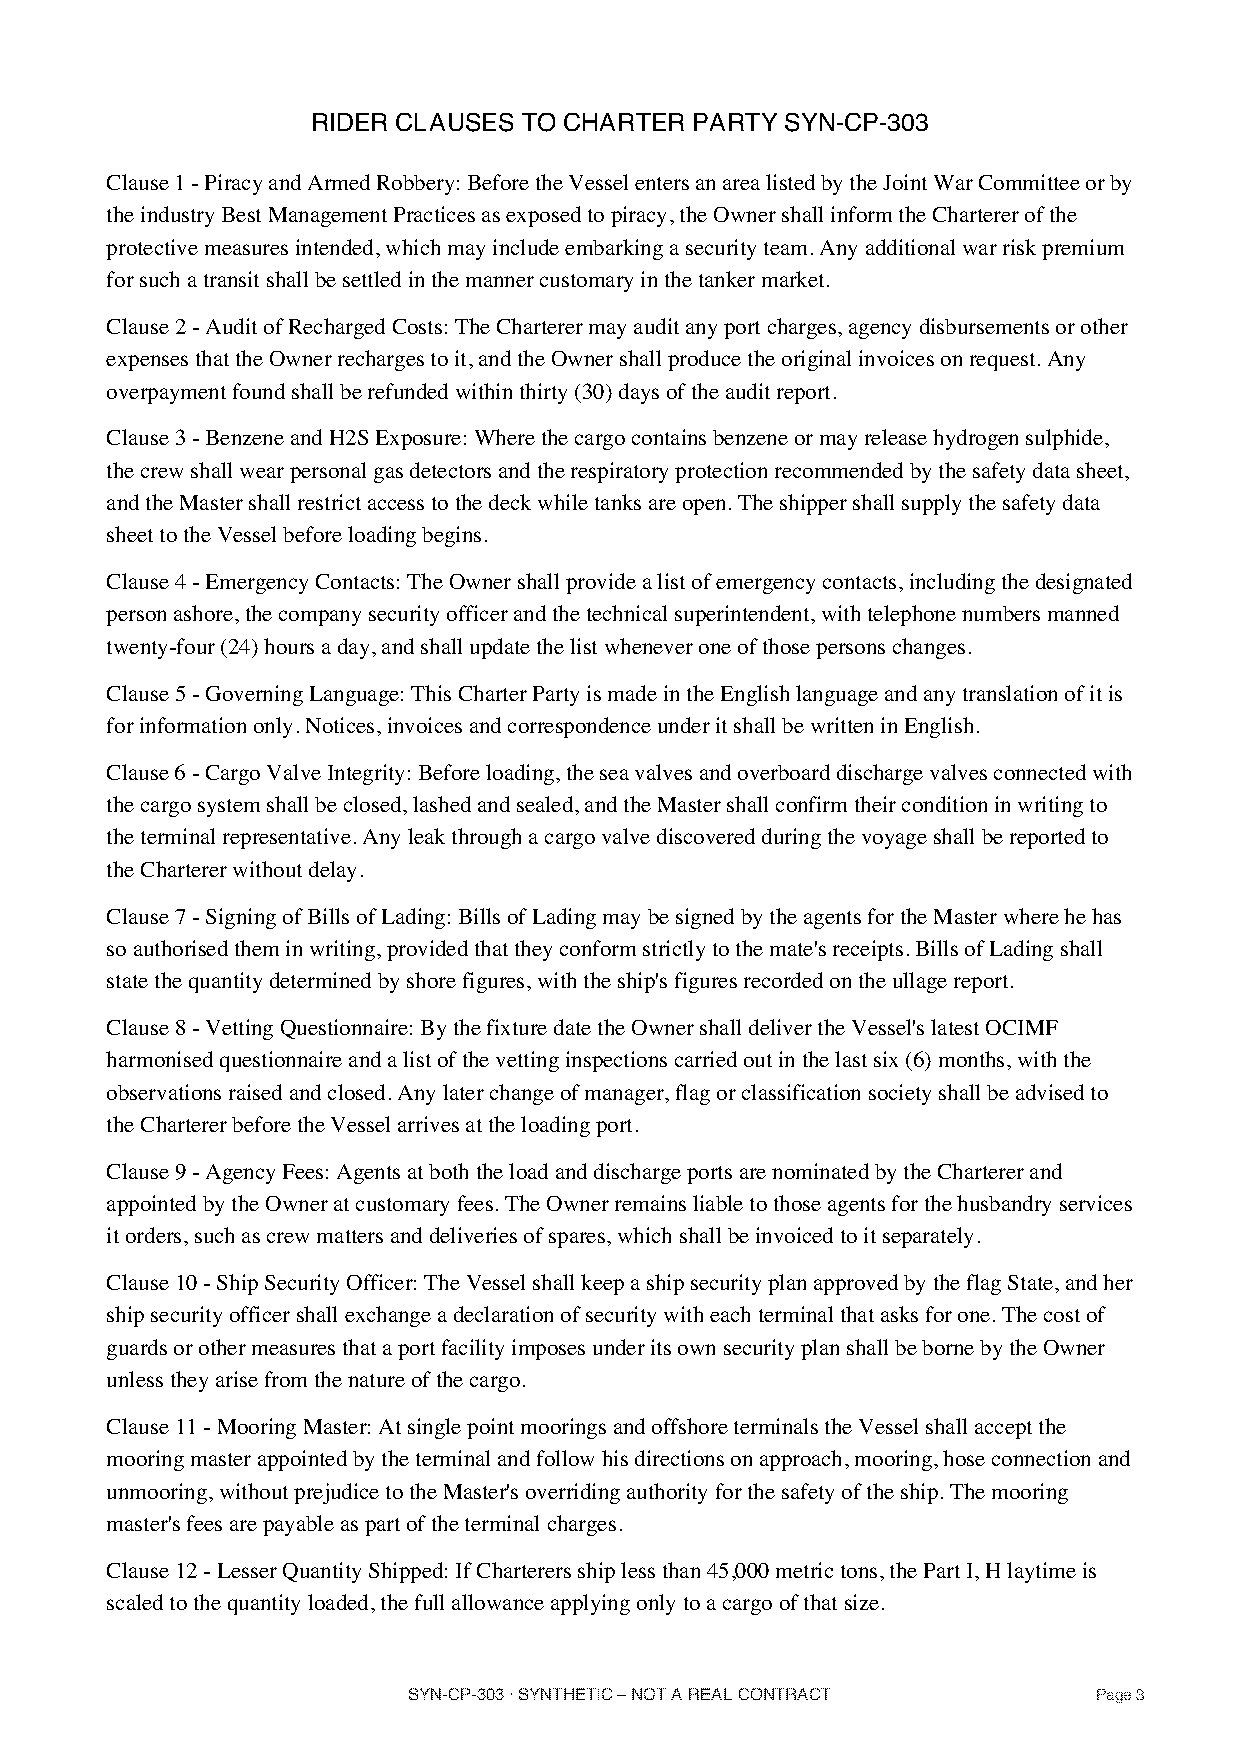 RIDER CLAUSES TO CHARTER PARTY SYN-CP-303
Clause 1 - Piracy and Armed Robbery: Before the Vessel enters an area listed by the Joint War Committee or by
the industry Best Management Practices as exposed to piracy, the Owner shall inform the Charterer of the
protective measures intended, which may include embarking a security team. Any additional war risk premium
for such a transit shall be settled in the manner customary in the tanker market.
Clause 2 - Audit of Recharged Costs: The Charterer may audit any port charges, agency disbursements or other
expenses that the Owner recharges to it, and the Owner shall produce the original invoices on request. Any
overpayment found shall be refunded within thirty (30) days of the audit report.
Clause 3 - Benzene and H2S Exposure: Where the cargo contains benzene or may release hydrogen sulphide,
the crew shall wear personal gas detectors and the respiratory protection recommended by the safety data sheet,
and the Master shall restrict access to the deck while tanks are open. The shipper shall supply the safety data
sheet to the Vessel before loading begins.
Clause 4 - Emergency Contacts: The Owner shall provide a list of emergency contacts, including the designated
person ashore, the company security officer and the technical superintendent, with telephone numbers manned
twenty-four (24) hours a day, and shall update the list whenever one of those persons changes.
Clause 5 - Governing Language: This Charter Party is made in the English language and any translation of it is
for information only. Notices, invoices and correspondence under it shall be written in English.
Clause 6 - Cargo Valve Integrity: Before loading, the sea valves and overboard discharge valves connected with
the cargo system shall be closed, lashed and sealed, and the Master shall confirm their condition in writing to
the terminal representative. Any leak through a cargo valve discovered during the voyage shall be reported to
the Charterer without delay.
Clause 7 - Signing of Bills of Lading: Bills of Lading may be signed by the agents for the Master where he has
so authorised them in writing, provided that they conform strictly to the mate's receipts. Bills of Lading shall
state the quantity determined by shore figures, with the ship's figures recorded on the ullage report.
Clause 8 - Vetting Questionnaire: By the fixture date the Owner shall deliver the Vessel's latest OCIMF
harmonised questionnaire and a list of the vetting inspections carried out in the last six (6) months, with the
observations raised and closed. Any later change of manager, flag or classification society shall be advised to
the Charterer before the Vessel arrives at the loading port.
Clause 9 - Agency Fees: Agents at both the load and discharge ports are nominated by the Charterer and
appointed by the Owner at customary fees. The Owner remains liable to those agents for the husbandry services
it orders, such as crew matters and deliveries of spares, which shall be invoiced to it separately.
Clause 10 - Ship Security Officer: The Vessel shall keep a ship security plan approved by the flag State, and her
ship security officer shall exchange a declaration of security with each terminal that asks for one. The cost of
guards or other measures that a port facility imposes under its own security plan shall be borne by the Owner
unless they arise from the nature of the cargo.
Clause 11 - Mooring Master: At single point moorings and offshore terminals the Vessel shall accept the
mooring master appointed by the terminal and follow his directions on approach, mooring, hose connection and
unmooring, without prejudice to the Master's overriding authority for the safety of the ship. The mooring
master's fees are payable as part of the terminal charges.
Clause 12 - Lesser Quantity Shipped: If Charterers ship less than 45,000 metric tons, the Part I, H laytime is
scaled to the quantity loaded, the full allowance applying only to a cargo of that size.
SYN-CP-303 · SYNTHETIC – NOT A REAL CONTRACT Page 3